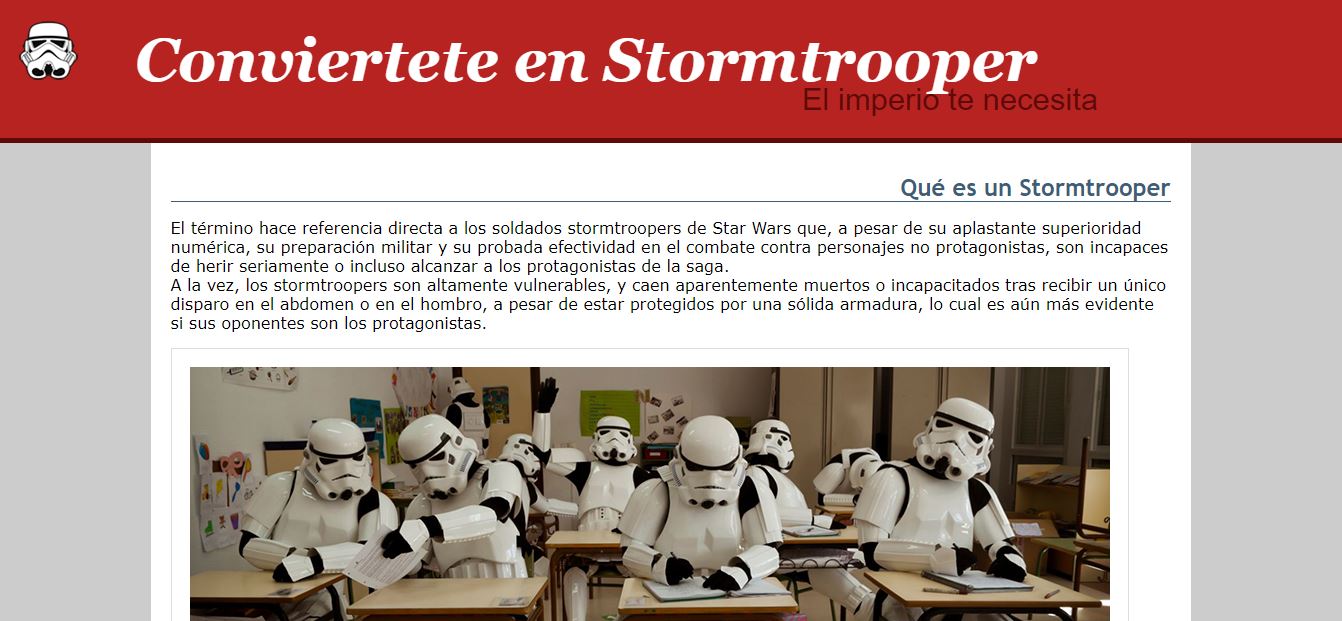 Conviertete en Stormtrooper
El imperio te necesita
Qué es un Stormtrooper
El término hace referencia directa a los soldados stormtroopers de Star Wars que, a pesar de su aplastante superioridad
numérica, su preparación militar y su probada efectividad en el combate contra personajes no protagonistas, son incapaces
de herir seriamente o incluso alcanzar a los protagonistas de la saga.
A la vez, los stormtroopers son altamente vulnerables, y caen aparentemente muertos o incapacitados tras recibir un único
disparo en el abdomen o en el hombro, a pesar de estar protegidos por una sólida armadura, lo cual es aún más evidente
si sus oponentes son los protagonistas.